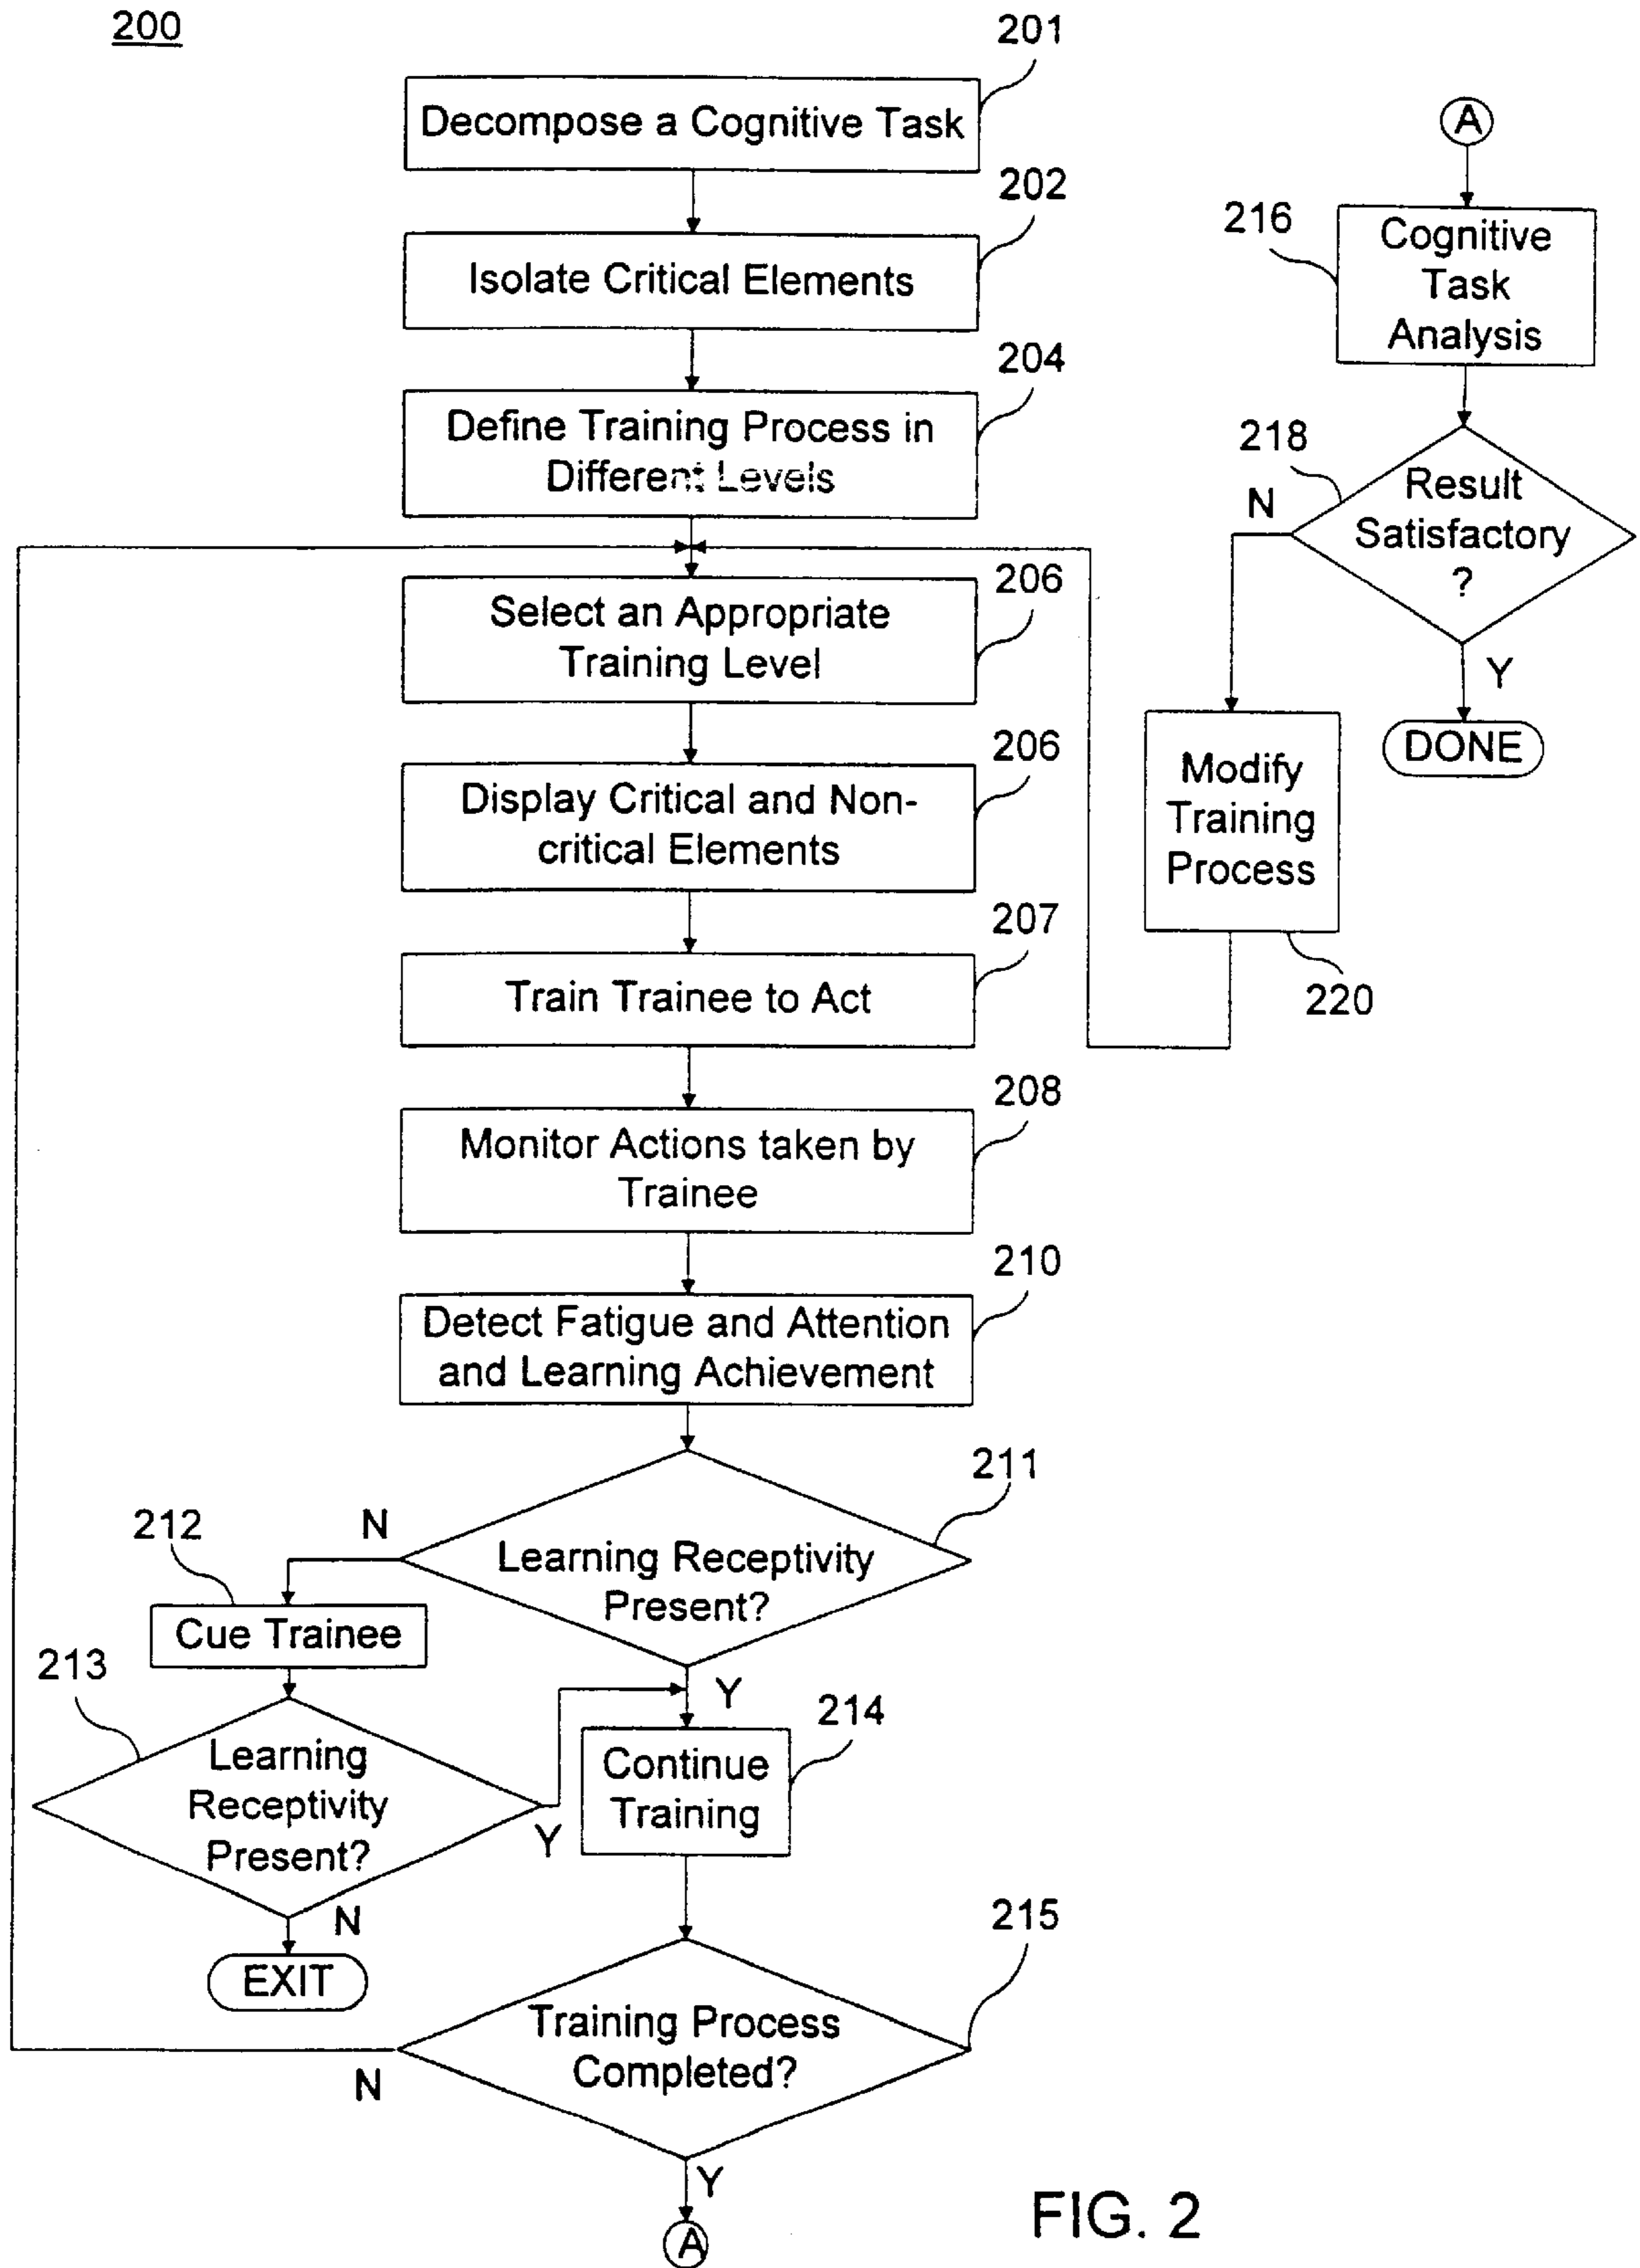 200
201
Decompose a Cognitive Task
202
Isolate Critical Elements
204
Define Training Process in
Different Levels
206
Select an Appropriate
Training Level
206
Display Critical and Non-
critical Elements
207
Train Trainee to Act
208
Monitor Actions taken by
Trainee
210
Detect Fatigue and Attention
and Learning Achievement
211
Learning Receptivity
Present?
N
Y
212
Cue Trainee
213
Learning
Receptivity
Present?
Y
N
EXIT
214
Continue
Training
215
Training Process
Completed?
N
Y
A
A
216
Cognitive
Task
Analysis
218
Result
Satisfactory
?
N
Y
DONE
Modify
Training
Process
220
FIG. 2